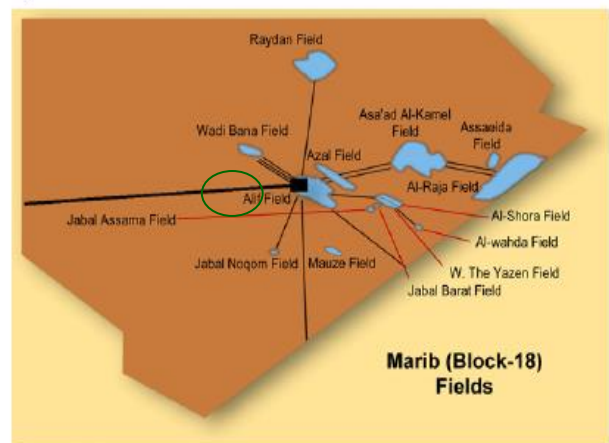 Raydan Field
Asa'ad Al-Kamel
Field
Assaeida
Field
Wadi Bana Field
Azal Field
Alif Field
Al-Raja Field
Jabal Assama Field
Al-Shora Field
Al-wahda Field
Jabal Noqom Field
Mauze Field
W. The Yazen Field
Jabal Barat Field
Marib (Block-18)
Fields